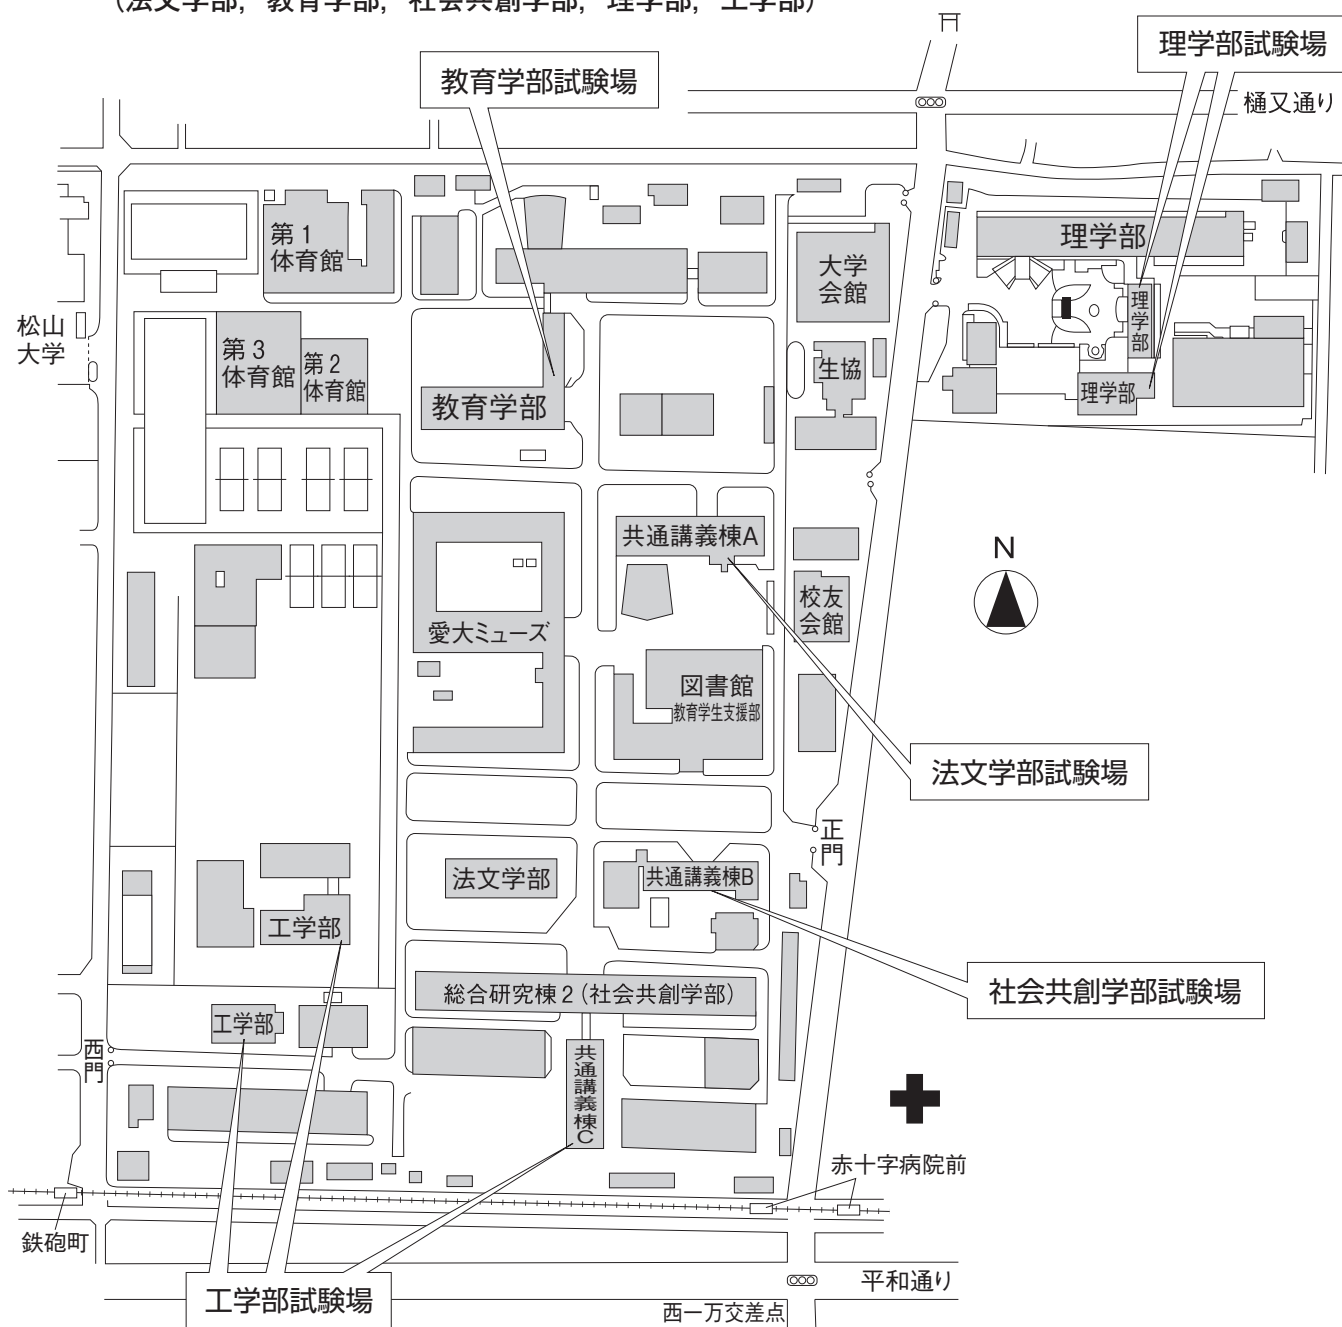 (法文学部，教育学部，社会共創学部，理学部，工学部)
理学部試験場
教育学部試験場
樋又通り
第1
体育館
理学部
大学
会館
理学部
松山
大学
第3
体育館
第2
体育館
生協
教育学部
理学部
共通講義棟A
N
校友
会館
愛大ミューズ
図書館
教育学生支援部
法文学部試験場
正門
法文学部
共通講義棟B
工学部
社会共創学部試験場
総合研究棟2(社会共創学部)
工学部
西門
共通講義棟C
赤十字病院前
鉄砲町
平和通り
工学部試験場
西一万交差点